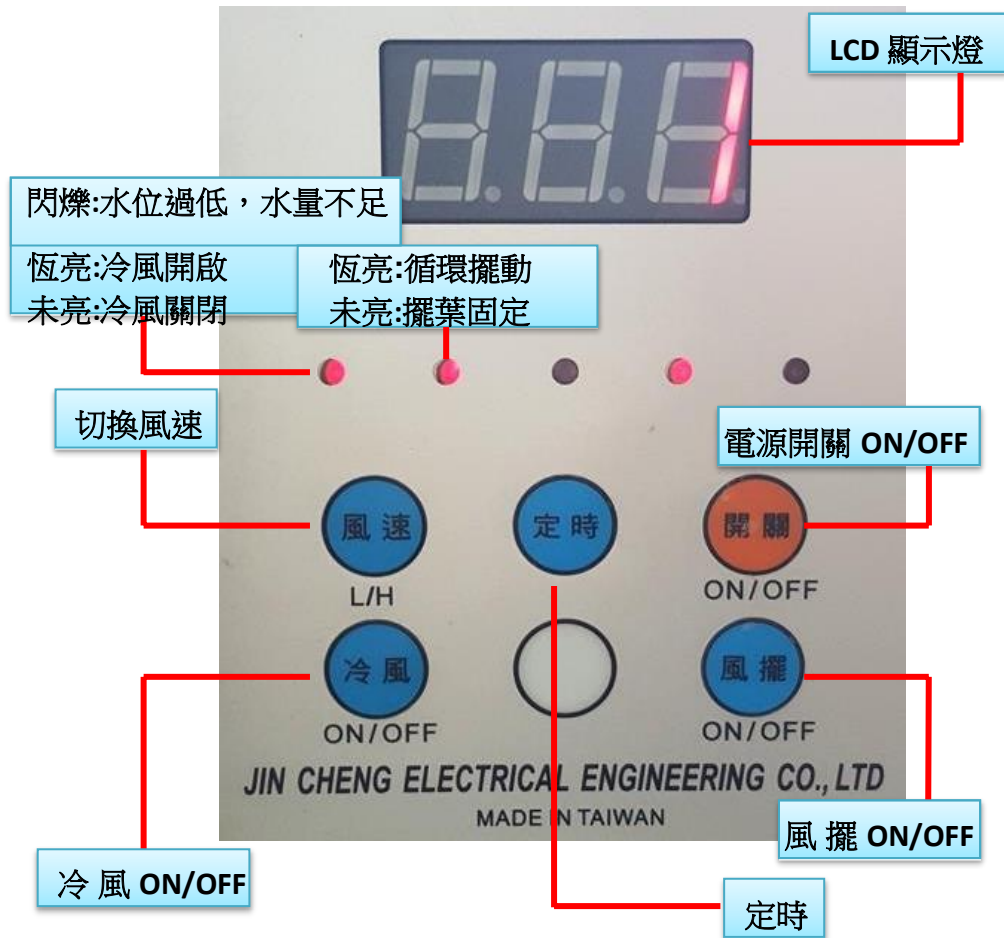 LCD 顯示燈
1
閃爍:水位過低，水量不足
恆亮:冷風開啟
未亮:冷風關閉
恆亮:循環擺動
未亮:擺葉固定
切換風速
電源開關 ON/OFF
風速
定時
開關
L/H
ON/OFF
冷風
風擺
ON/OFF
ON/OFF
JIN CHENG ELECTRICAL ENGINEERING CO., LTD
MADE IN TAIWAN
風 擺 ON/OFF
冷 風 ON/OFF
定時